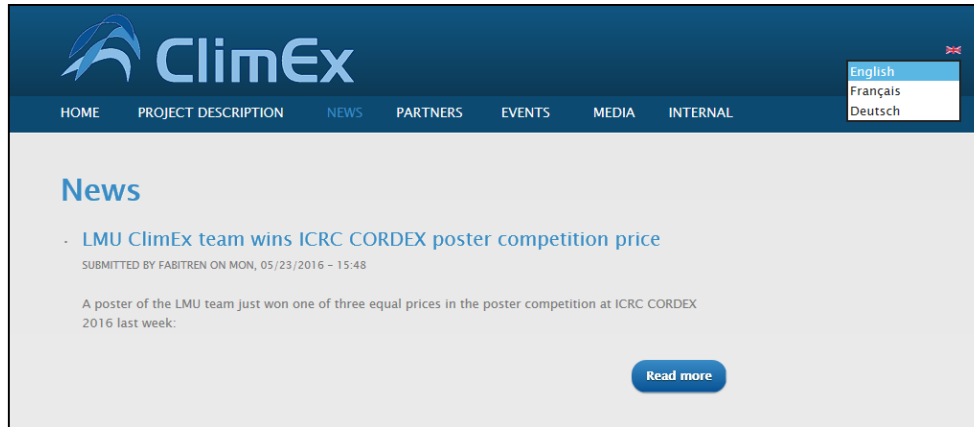 ClimEx
English
Français
Deutsch
HOME PROJECT DESCRIPTION NEWS PARTNERS EVENTS MEDIA INTERNAL
News
- LMU ClimEx team wins ICRC CORDEX poster competition price
SUBMITTED BY FABITREN ON MON, 05/23/2016 – 15:48
A poster of the LMU team just won one of three equal prices in the poster competition at ICRC CORDEX
2016 last week:
Read more